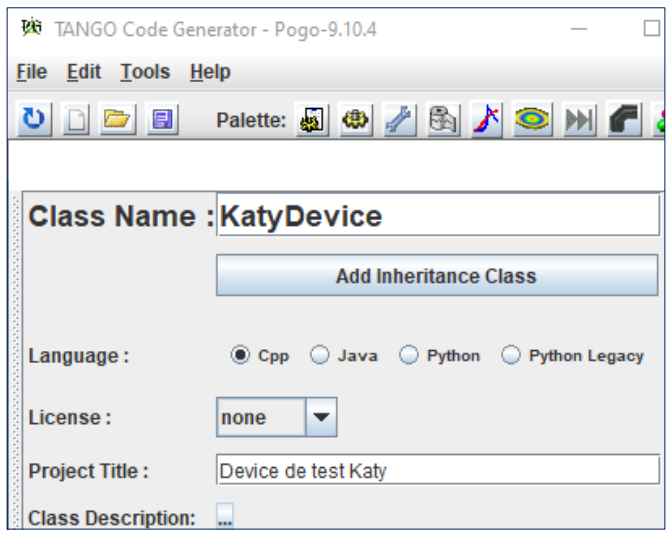 TANGO Code Generator - Pogo-9.10.4
File Edit Tools Help
Palette:
Class Name : KatyDevice
Add Inheritance Class
Language : Cpp Java Python Python Legacy
License : none
Project Title : Device de test Katy
Class Description: ...